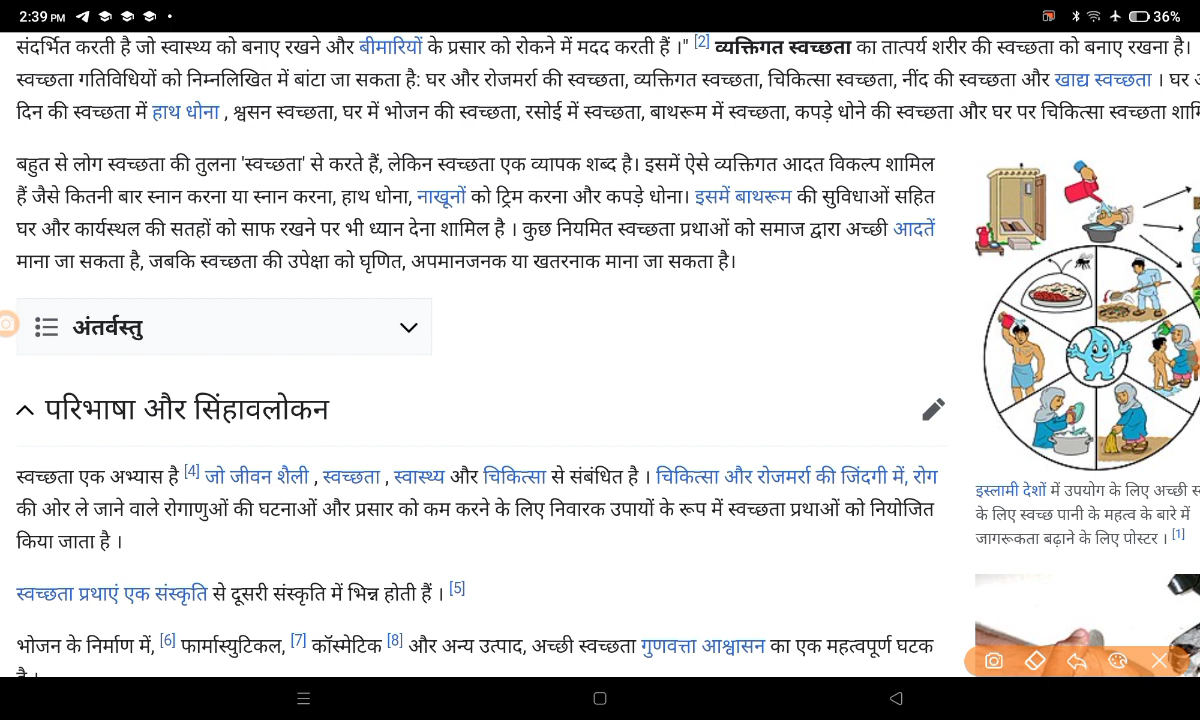 2:39 PM
36%
संदर्भित करती है जो स्वास्थ्य को बनाए रखने और बीमारियों के प्रसार को रोकने में मदद करती हैं ।" [2] व्यक्तिगत स्वच्छता का तात्पर्य शरीर की स्वच्छता को बनाए रखना है।
स्वच्छता गतिविधियों को निम्नलिखित में बांटा जा सकता है: घर और रोजमर्रा की स्वच्छता, व्यक्तिगत स्वच्छता, चिकित्सा स्वच्छता, नींद की स्वच्छता और खाद्य स्वच्छता । घर
दिन की स्वच्छता में हाथ धोना , श्वसन स्वच्छता, घर में भोजन की स्वच्छता, रसोई में स्वच्छता, बाथरूम में स्वच्छता, कपड़े धोने की स्वच्छता और घर पर चिकित्सा स्वच्छता
बहुत से लोग स्वच्छता की तुलना 'स्वच्छता' से करते हैं, लेकिन स्वच्छता एक व्यापक शब्द है। इसमें ऐसे व्यक्तिगत आदत विकल्प शामिल
हैं जैसे कितनी बार स्नान करना या स्नान करना, हाथ धोना, नाखूनों को ट्रिम करना और कपड़े धोना। इसमें बाथरूम की सुविधाओं सहित
घर और कार्यस्थल की सतहों को साफ रखने पर भी ध्यान देना शामिल है । कुछ नियमित स्वच्छता प्रथाओं को समाज द्वारा अच्छी आदतें
माना जा सकता है, जबकि स्वच्छता की उपेक्षा को घृणित, अपमानजनक या खतरनाक माना जा सकता है।
अंतर्वस्तु
परिभाषा और सिंहावलोकन
स्वच्छता एक अभ्यास है [4] जो जीवन शैली , स्वच्छता , स्वास्थ्य और चिकित्सा से संबंधित है । चिकित्सा और रोजमर्रा की जिंदगी में, रोग
की ओर ले जाने वाले रोगाणुओं की घटनाओं और प्रसार को कम करने के लिए निवारक उपायों के रूप में स्वच्छता प्रथाओं को नियोजित
किया जाता है ।
स्वच्छता प्रथाएं एक संस्कृति से दूसरी संस्कृति में भिन्न होती हैं । [5]
भोजन के निर्माण में, [6] फार्मास्युटिकल, [7] कॉस्मेटिक [8] और अन्य उत्पाद, अच्छी स्वच्छता गुणवत्ता आश्वासन का एक महत्वपूर्ण घटक
है ।
इस्लामी देशों में उपयोग के लिए अच्छी
के लिए स्वच्छ पानी के महत्व के बारे में
जागरूकता बढ़ाने के लिए पोस्टर । [1]